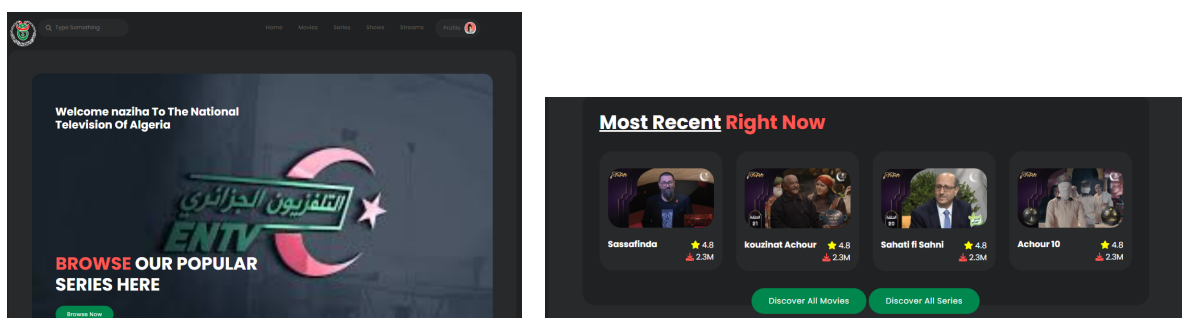 Type Something
Home
Movies
Series
Shows
Streams
Profile
Welcome naziha To The National
Television Of Algeria
التلفزيون الجزائري
ENTV
BROWSE OUR POPULAR
SERIES HERE
Browse Now
Most Recent Right Now
Sassafinda
4.8
2.3M
kouzinat Achour
4.8
2.3M
Sahati fi Sahni
4.8
2.3M
Achour 10
4.8
2.3M
Discover All Movies
Discover All Series